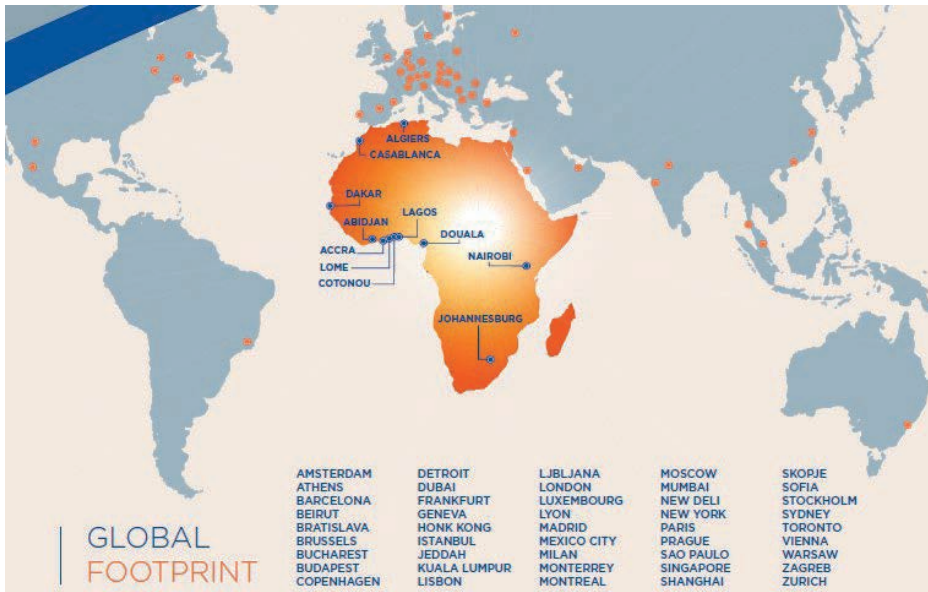 ALGIERS
CASABLANCA
DAKAR
LAGOS
ABIDJAN
DOUALA
ACCRA
NAIROBI
LOME
COTONOU
JOHANNESBURG
GLOBAL
FOOTPRINT
AMSTERDAM
ATHENS
BARCELONA
BEIRUT
BRATISLAVA
BRUSSELS
BUCHAREST
BUDAPEST
COPENHAGEN
DETROIT
DUBAI
FRANKFURT
GENEVA
HONK KONG
ISTANBUL
JEDDAH
KUALA LUMPUR
LISBON
LJBLJANA
LONDON
LUXEMBOURG
LYON
MADRID
MEXICO CITY
MILAN
MONTERREY
MONTREAL
MOSCOW
MUMBAI
NEW DELI
NEW YORK
PARIS
PRAGUE
SAO PAULO
SINGAPORE
SHANGHAI
SKOPJE
SOFIA
STOCKHOLM
SYDNEY
TORONTO
VIENNA
WARSAW
ZAGREB
ZURICH